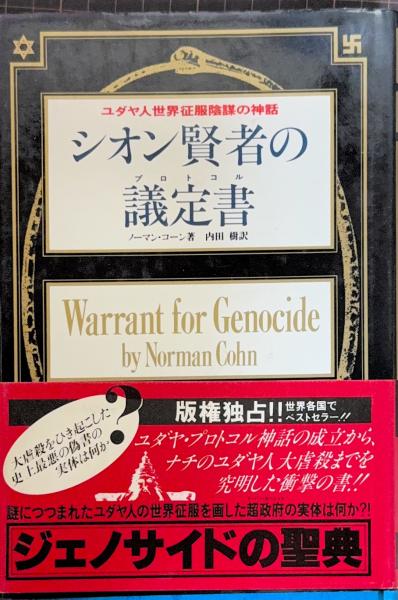 ユダヤ人世界征服陰謀の神話
シオン賢者の
プロトコル
議定書
ノーマン・コーン著 内田 樹訳
Warrant for Genocide
by Norman Cohn
大虐殺をひき起こした
史上最悪の偽書の
実体は何か
?
版権独占!! 世界各国で
ベストセラー!!
ユダヤ・プロトコル神話の成立から、
ナチのユダヤ人大虐殺までを
究明した衝撃の書!!
謎につつまれたユダヤ人の世界征服を画した超政府の実体は何か?!
ジェノサイドの聖典